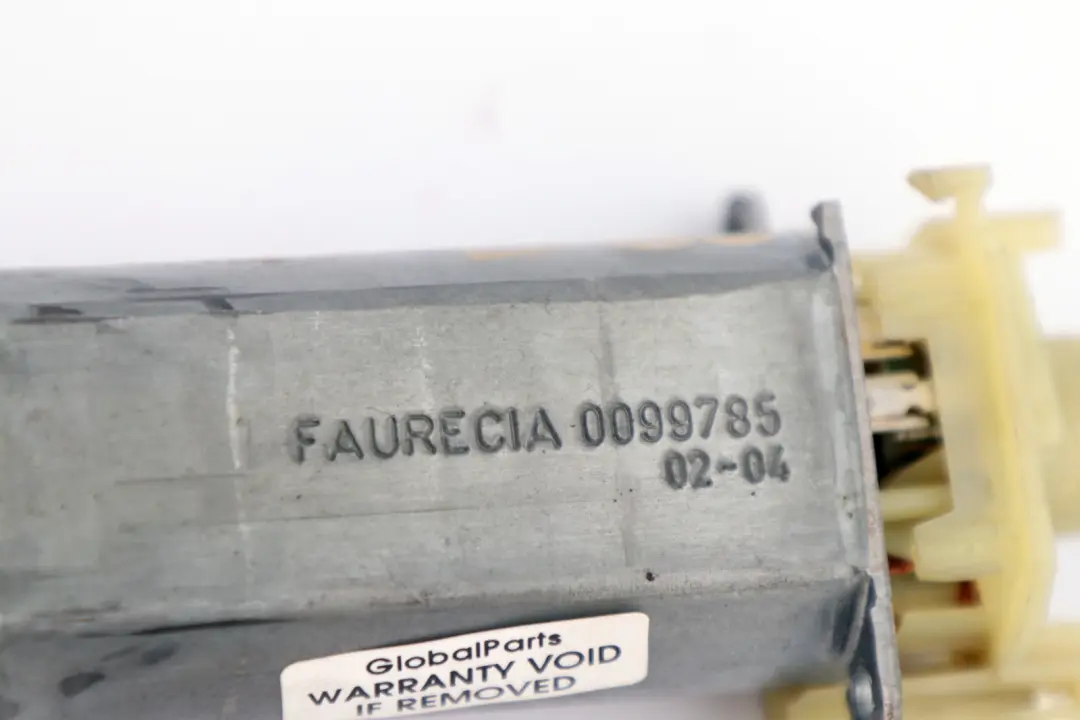 FAURECIA 0099785
02-04
GlobalParts
WARRANTY VOID
IF REMOVED